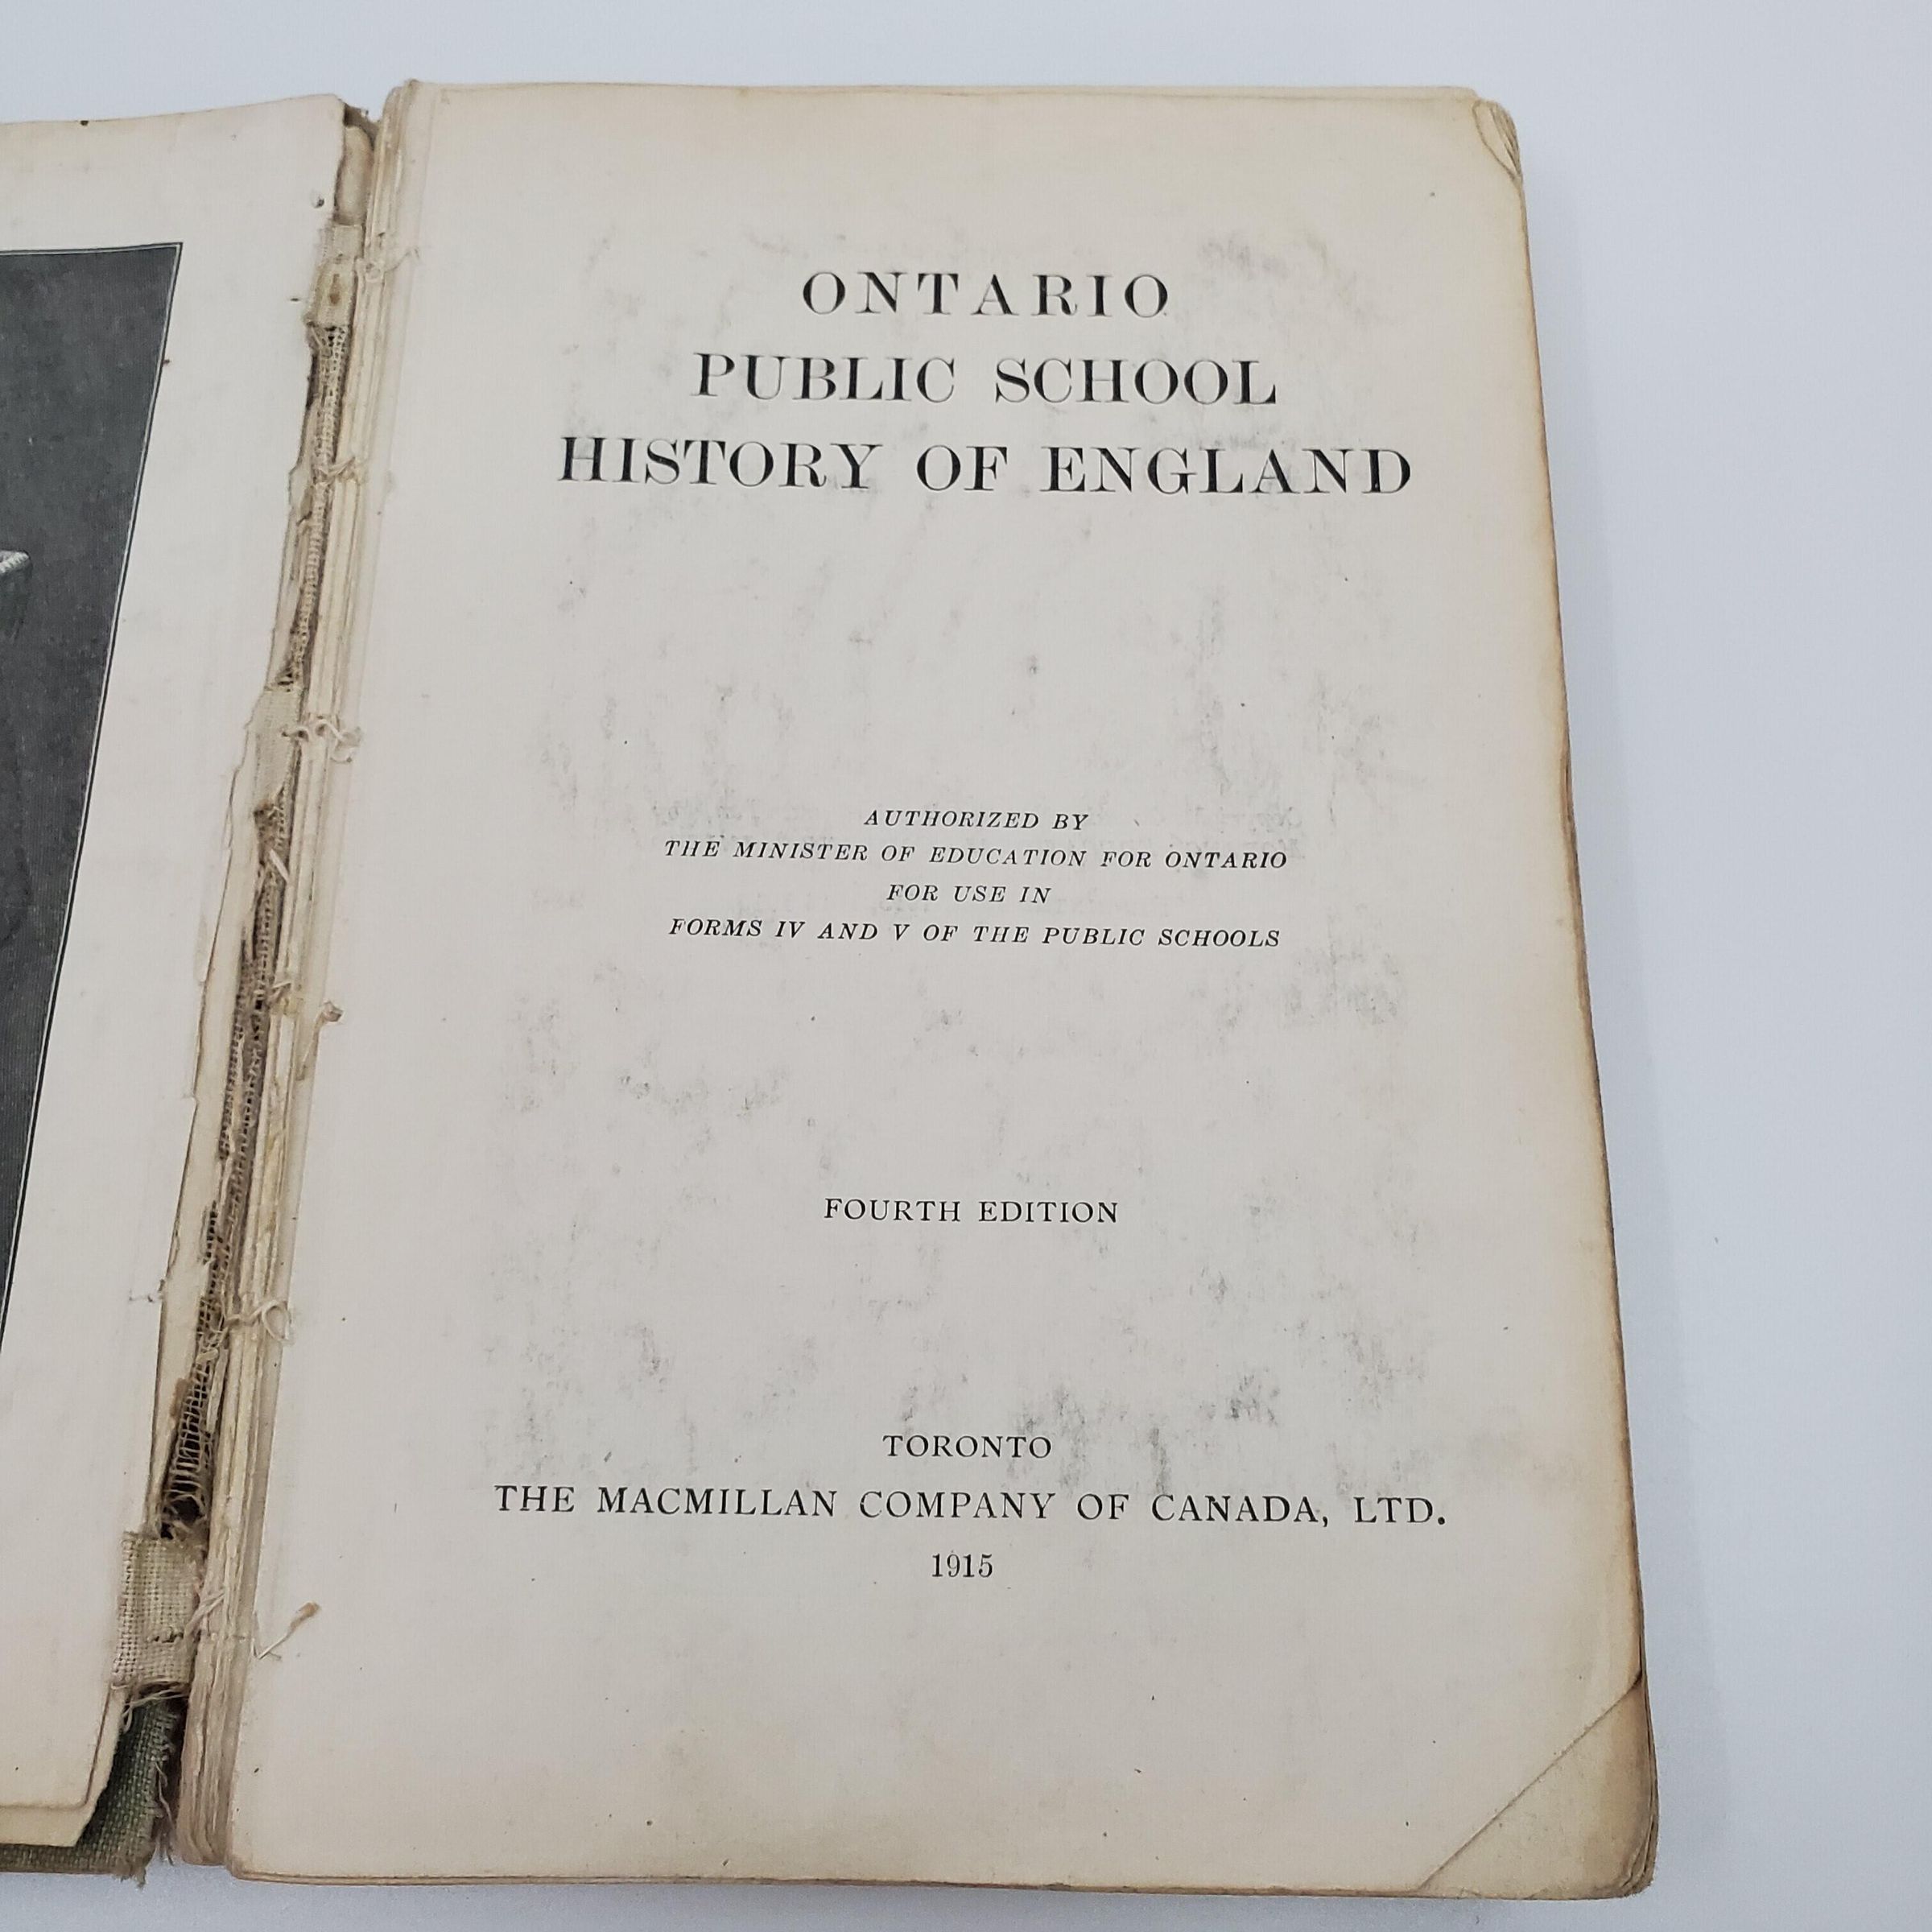 ONTARIO
PUBLIC SCHOOL
HISTORY OF ENGLAND
AUTHORIZED BY
THE MINISTER OF EDUCATION FOR ONTARIO
FOR USE IN
FORMS IV AND V OF THE PUBLIC SCHOOLS
FOURTH EDITION
TORONTO
THE MACMILLAN COMPANY OF CANADA, LTD.
1915